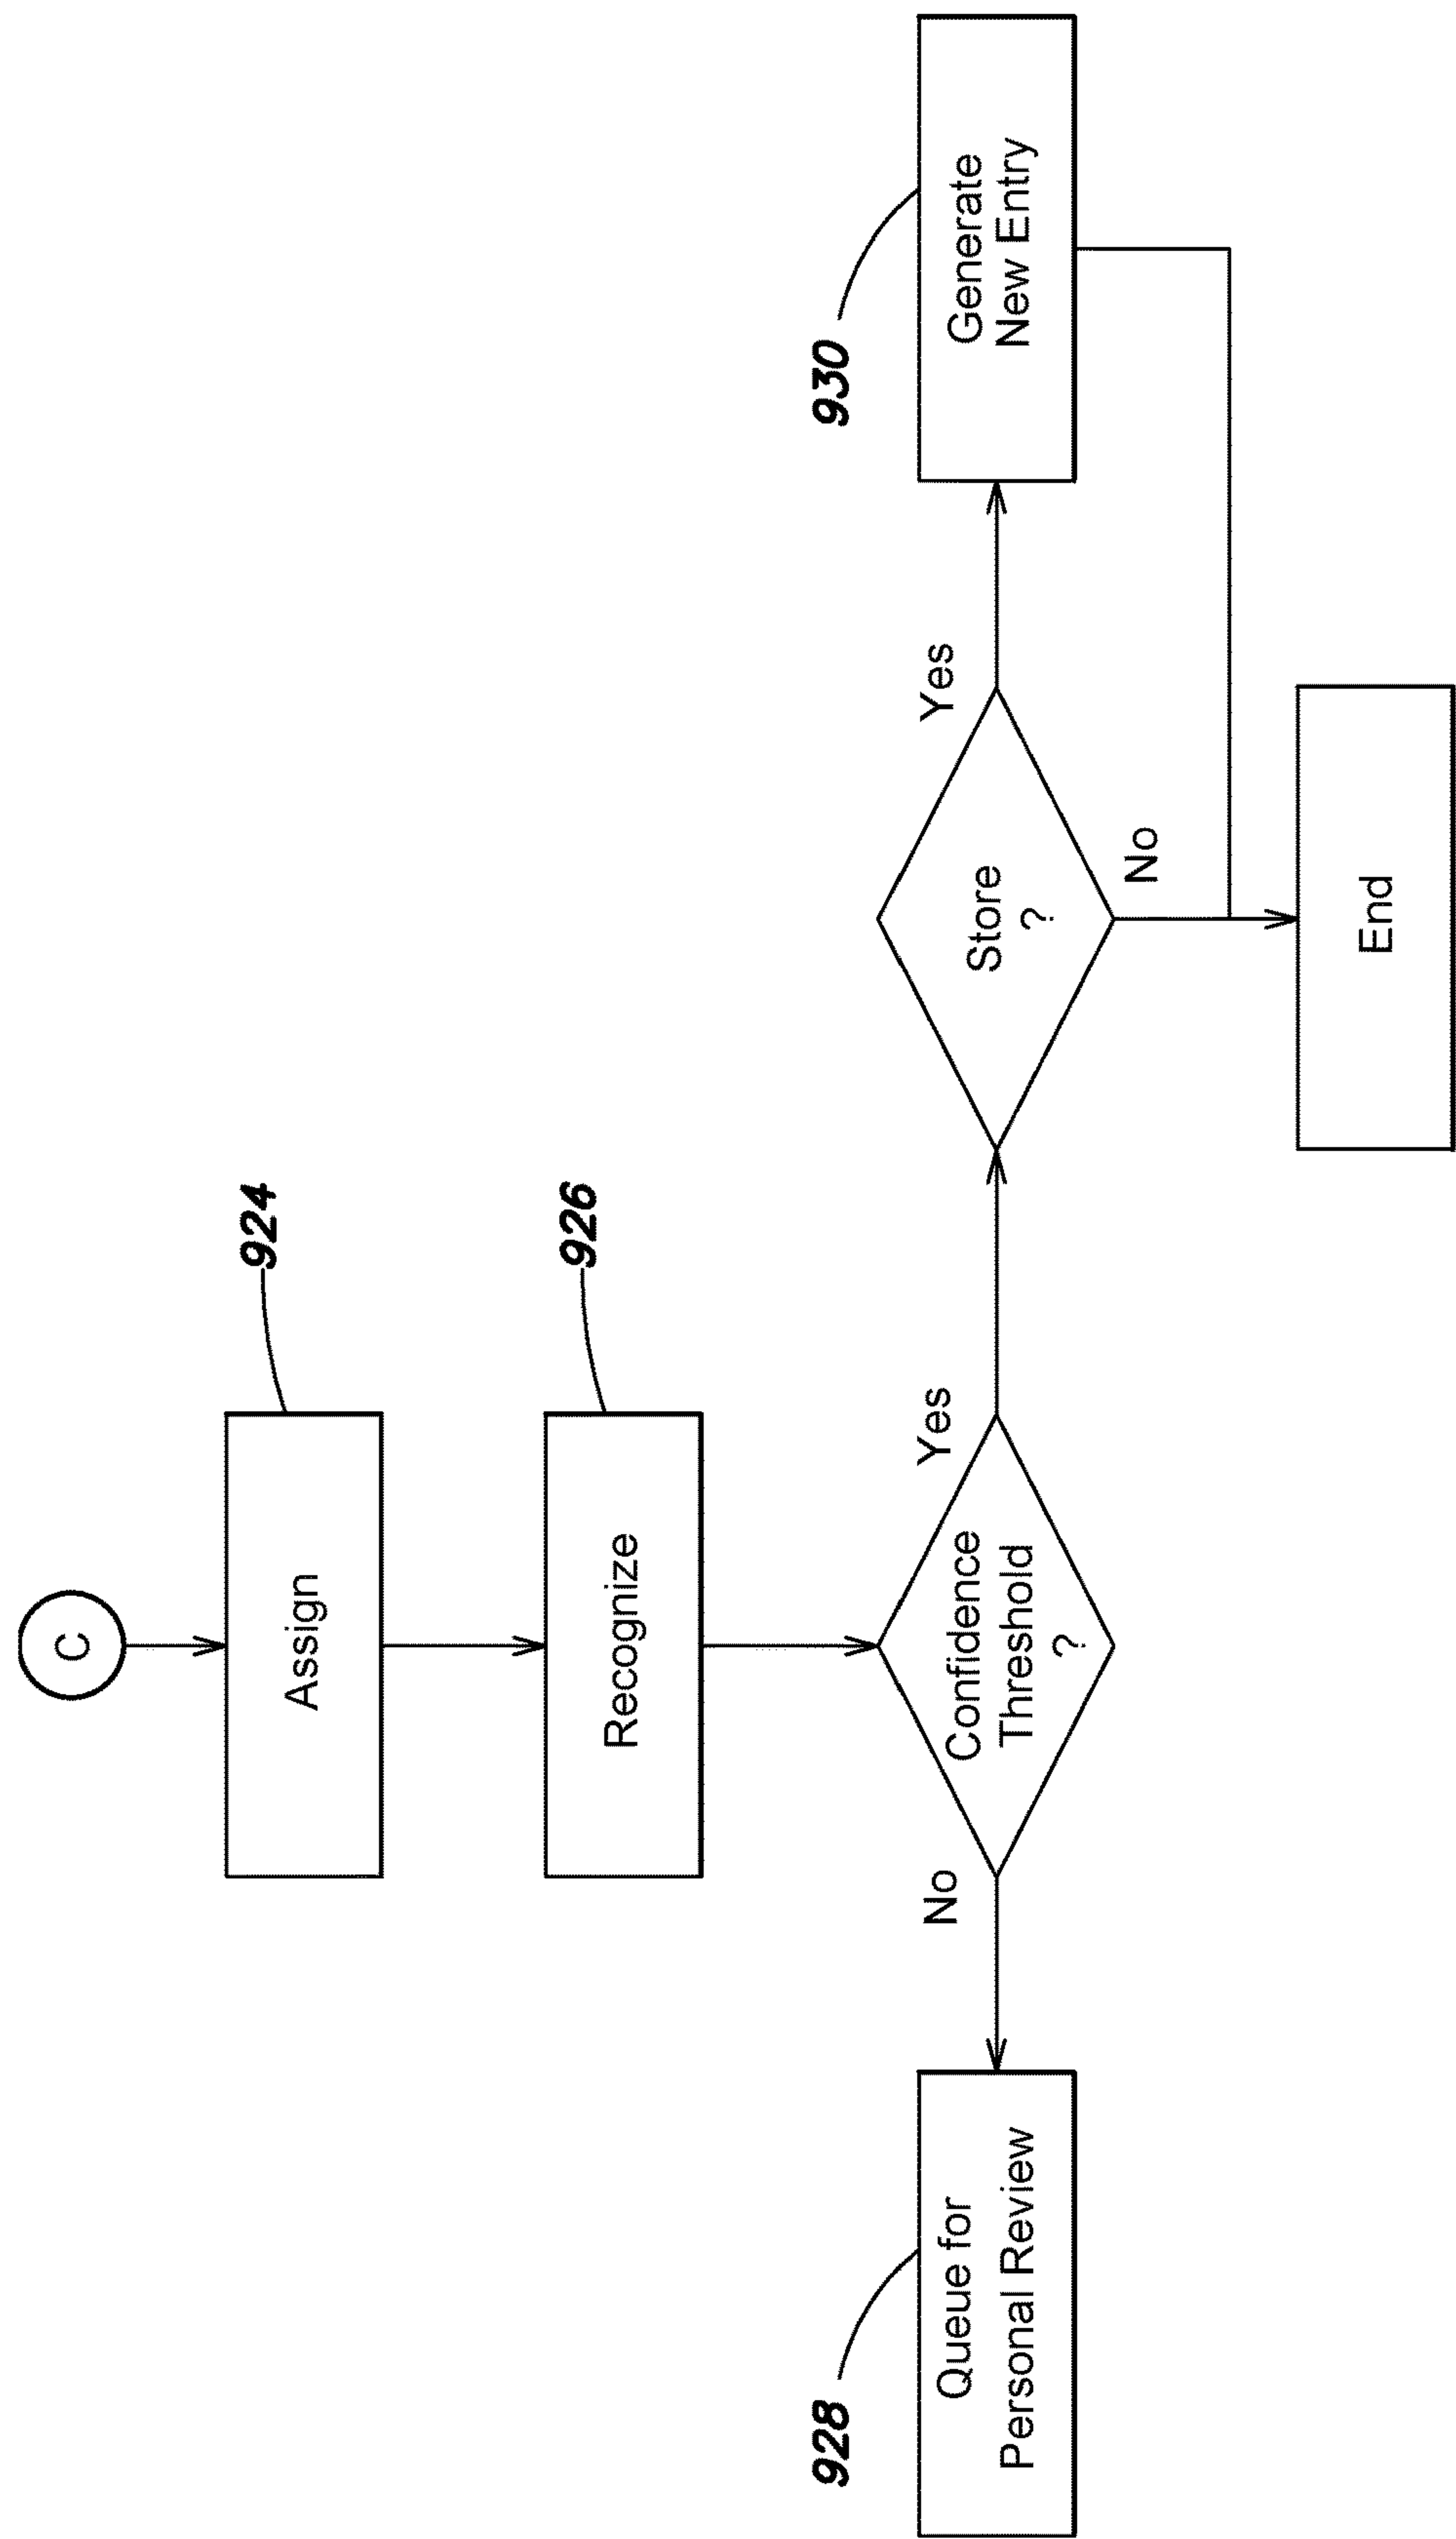 C
Assign
924
Recognize
926
928
Queue for
Personal Review
No
Confidence
Threshold
?
Yes
Store
?
Yes
No
930
Generate
New Entry
End